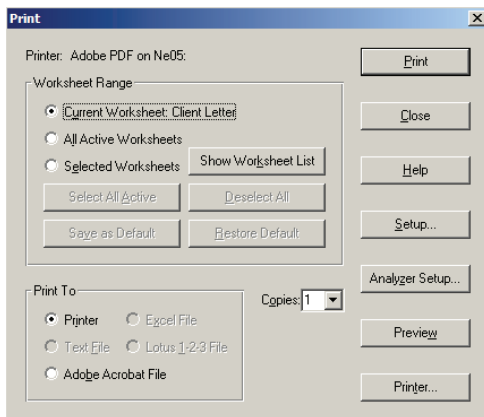 Print
Printer: Adobe PDF on Ne05:
Worksheet Range
Current Worksheet: Client Letter
All Active Worksheets
Selected Worksheets
Show Worksheet List
Select All Active
Deselect All
Save as Default
Restore Default
Print To
Printer
Excel File
Text File
Lotus 1-2-3 File
Adobe Acrobat File
Copies: 1
Print
Close
Help
Setup...
Analyzer Setup...
Preview
Printer...